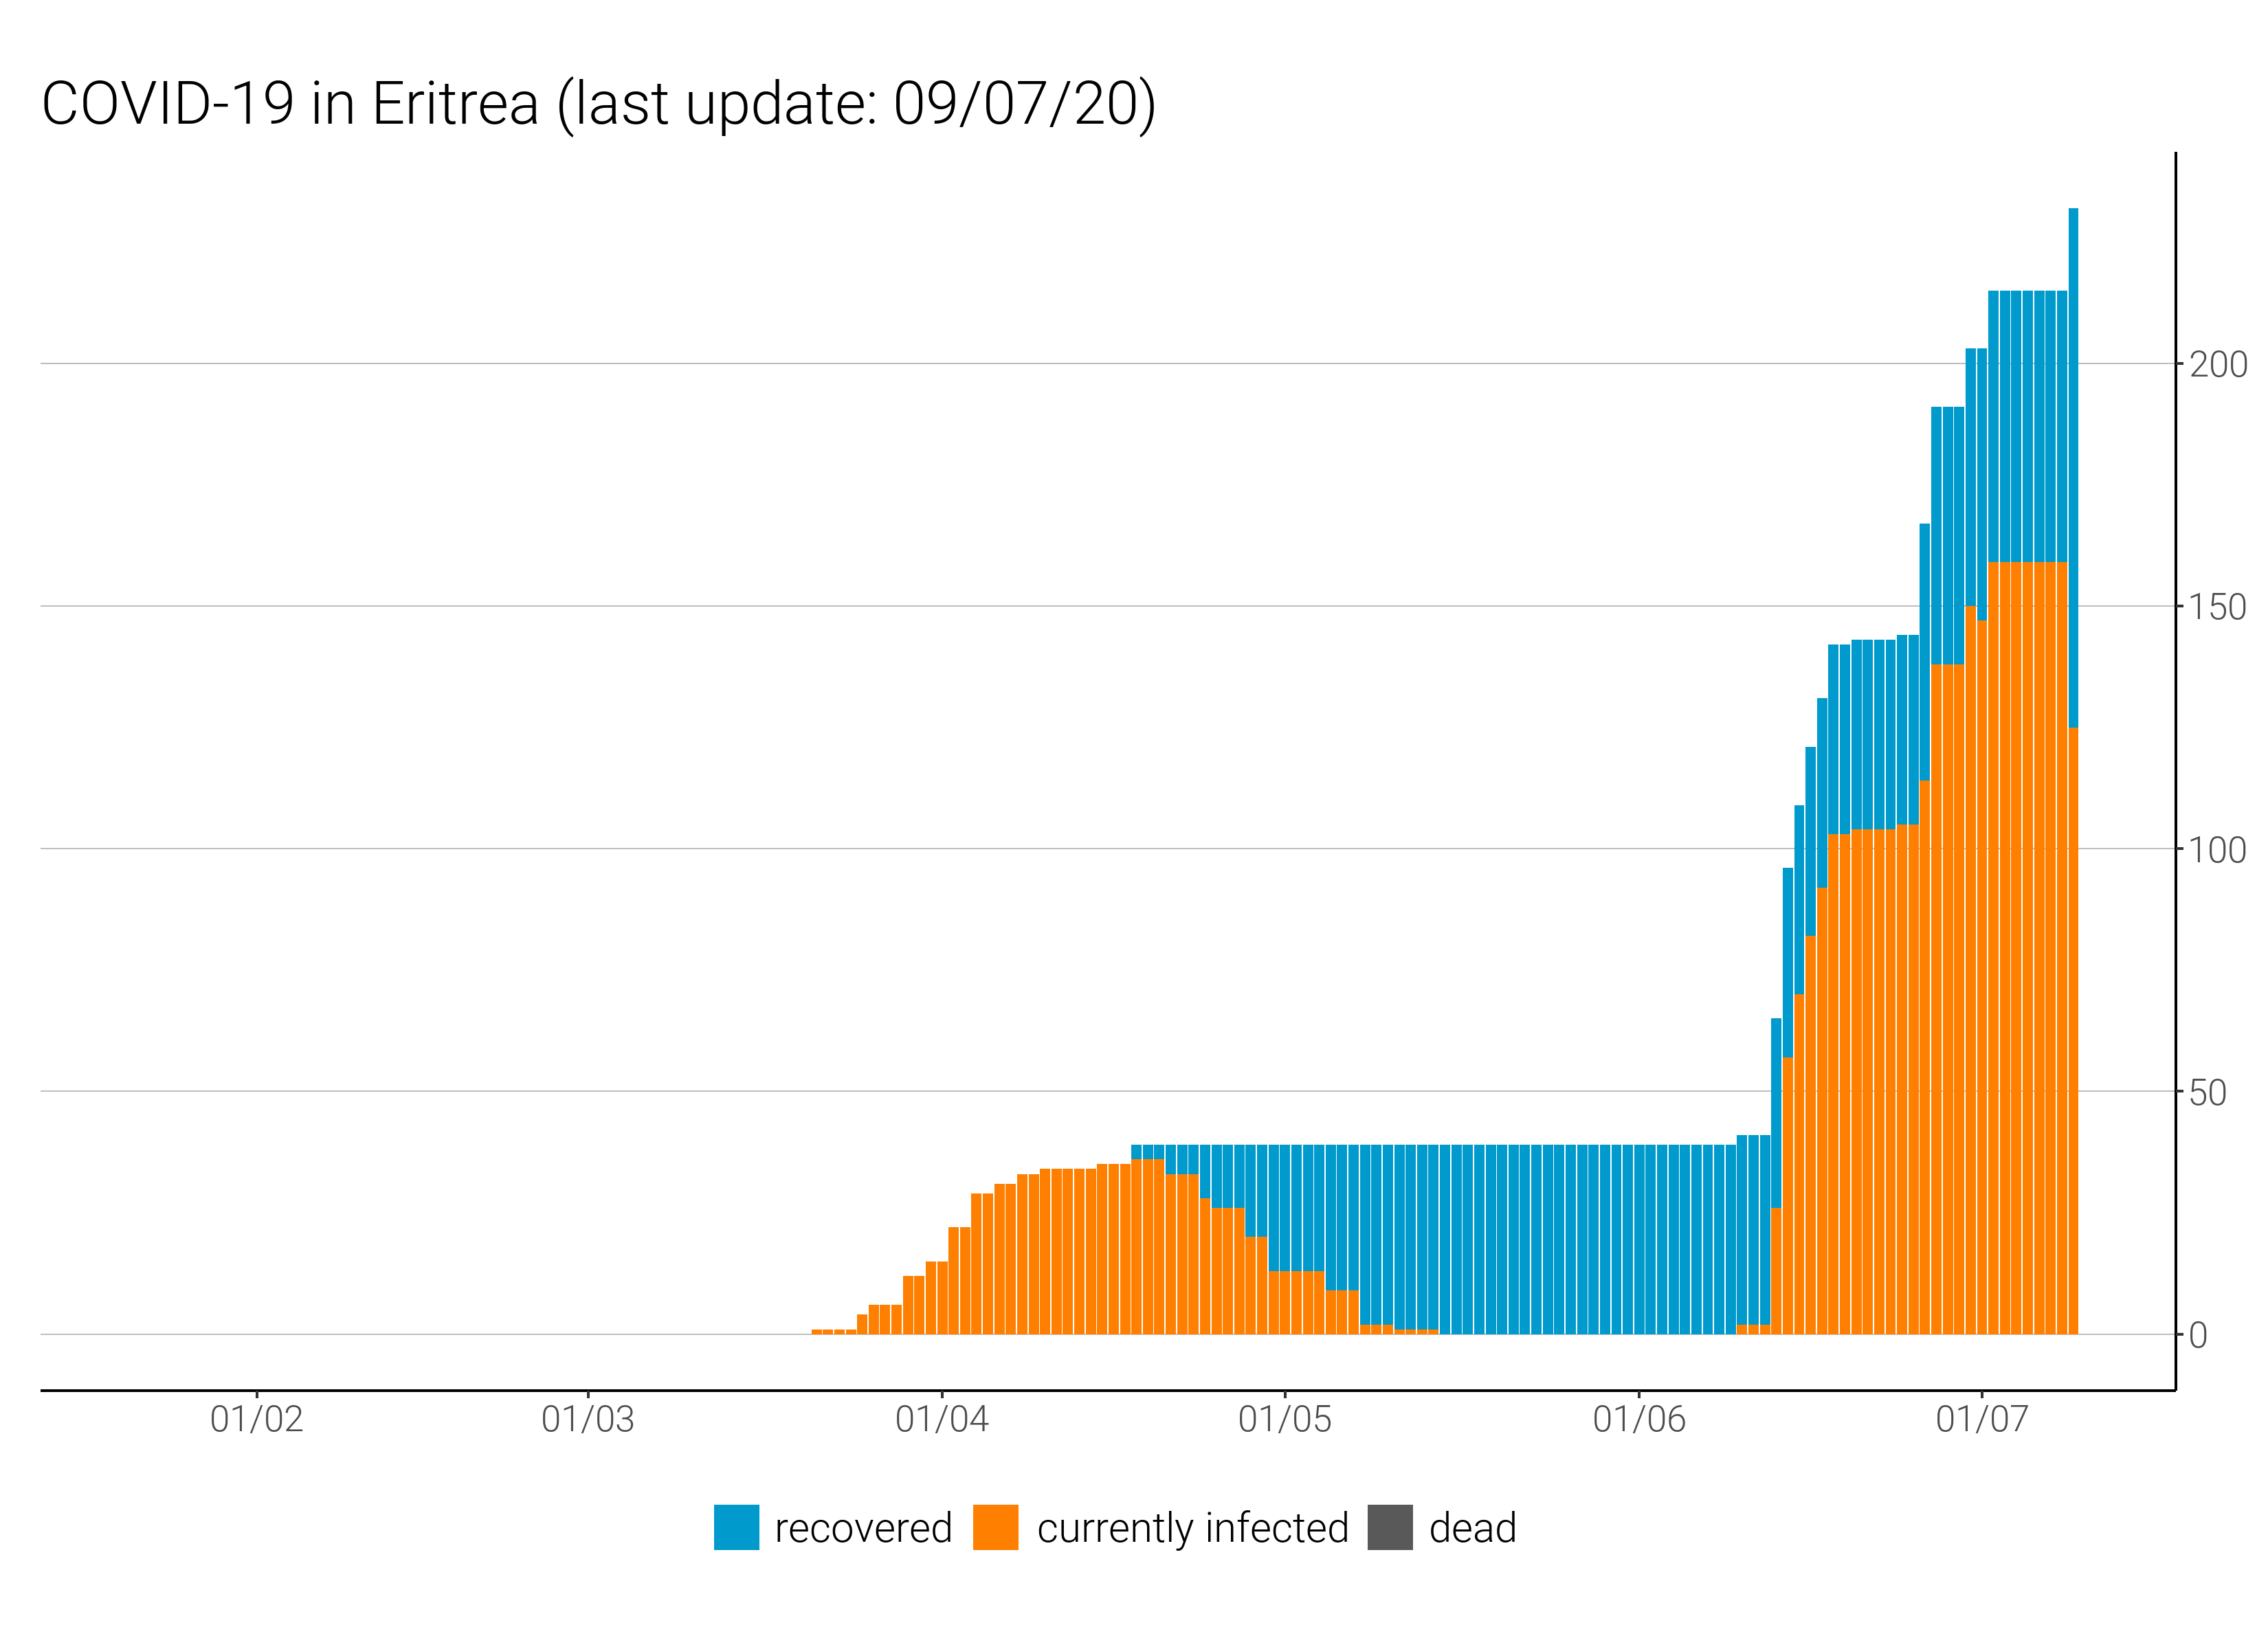 COVID-19 in Eritrea (last update: 09/07/20)
200
150
100
50
0
01/02 01/03 01/04 01/05 01/06 01/07
recovered currently infected dead